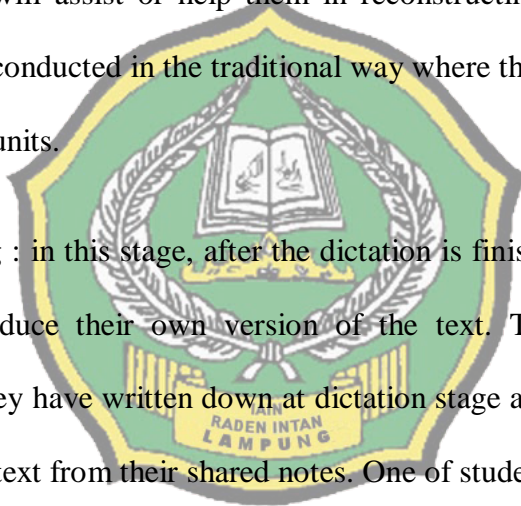 will assist or help them in reconstructin
conducted in the traditional way where th
units.
g : in this stage, after the dictation is finis
duce their own version of the text. T
ey have written down at dictation stage a
text from their shared notes. One of stude
IAIN
RADEN INTAN
LAMPUNG